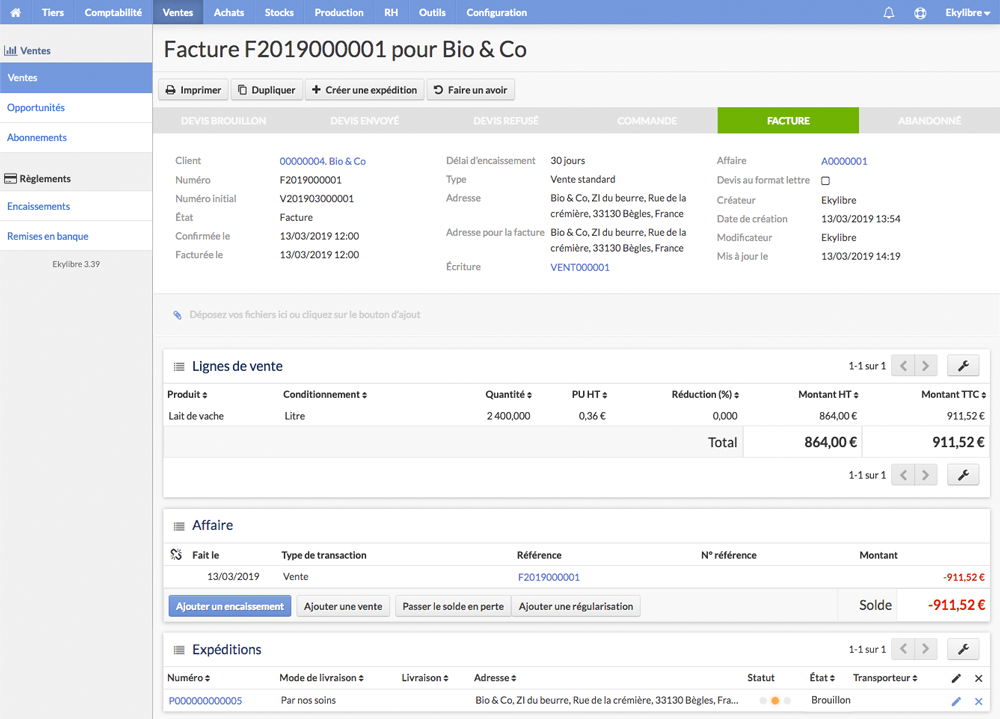 Tiers Comptabilité Ventes Achats Stocks Production RH Outils Configuration Ekylibre
Ventes
Ventes
Opportunités
Abonnements
Règlements
Encaissements
Remises en banque
Ekylibre 3.39
Facture F2019000001 pour Bio & Co
Imprimer Dupliquer Créer une expédition Faire un avoir
DEVIS BROUILLON DEVIS ENVOYÉ DEVIS REFUSÉ COMMANDE FACTURE ABANDONNÉ
Client 00000004. Bio & Co
Numéro F2019000001
Numéro initial V201903000001
État Facture
Confirmée le 13/03/2019 12:00
Facturée le 13/03/2019 12:00
Délai d'encaissement 30 jours
Type Vente standard
Adresse Bio & Co, ZI du beurre, Rue de la
crémière, 33130 Bègles, France
Adresse pour la facture Bio & Co, ZI du beurre, Rue de la
crémière, 33130 Bègles, France
Écriture VENT000001
Affaire A0000001
Devis au format lettre
Créateur Ekylibre
Date de création 13/03/2019 13:54
Modificateur Ekylibre
Mis à jour le 13/03/2019 14:19
Déposez vos fichiers ici ou cliquez sur le bouton d'ajout
Lignes de vente 1-1 sur 1
Produit Conditionnement Quantité PU HT Réduction (%) Montant HT Montant TTC
Lait de vache Litre 2 400,000 0,36 € 0,000 864,00 € 911,52 €
Total 864,00 € 911,52 €
1-1 sur 1
Affaire
Fait le Type de transaction Référence N° référence Montant
13/03/2019 Vente F2019000001 -911,52 €
Ajouter un encaissement Ajouter une vente Passer le solde en perte Ajouter une régularisation Solde -911,52 €
Expéditions 1-1 sur 1
Numéro Mode de livraison Livraison Adresse Statut État Transporteur
P000000000005 Par nos soins Bio & Co, ZI du beurre, Rue de la crémière, 33130 Bègles, Fra... Brouillon